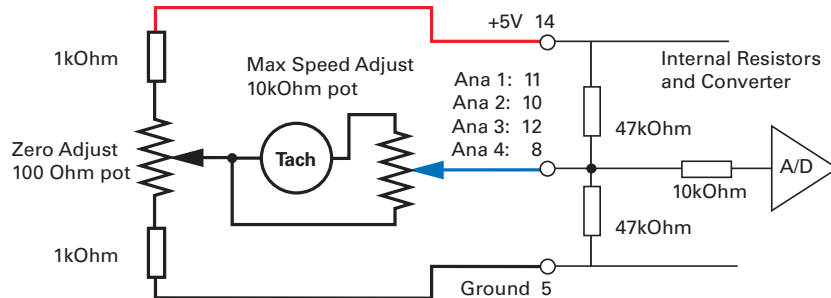 +5V 14
1kOhm
Max Speed Adjust
10kOhm pot
Internal Resistors
and Converter
Ana 1: 11
Ana 2: 10
Ana 3: 12
Ana 4: 8
47kOhm
Zero Adjust
100 Ohm pot
Tach
A/D
10kOhm
1kOhm
47kOhm
Ground 5